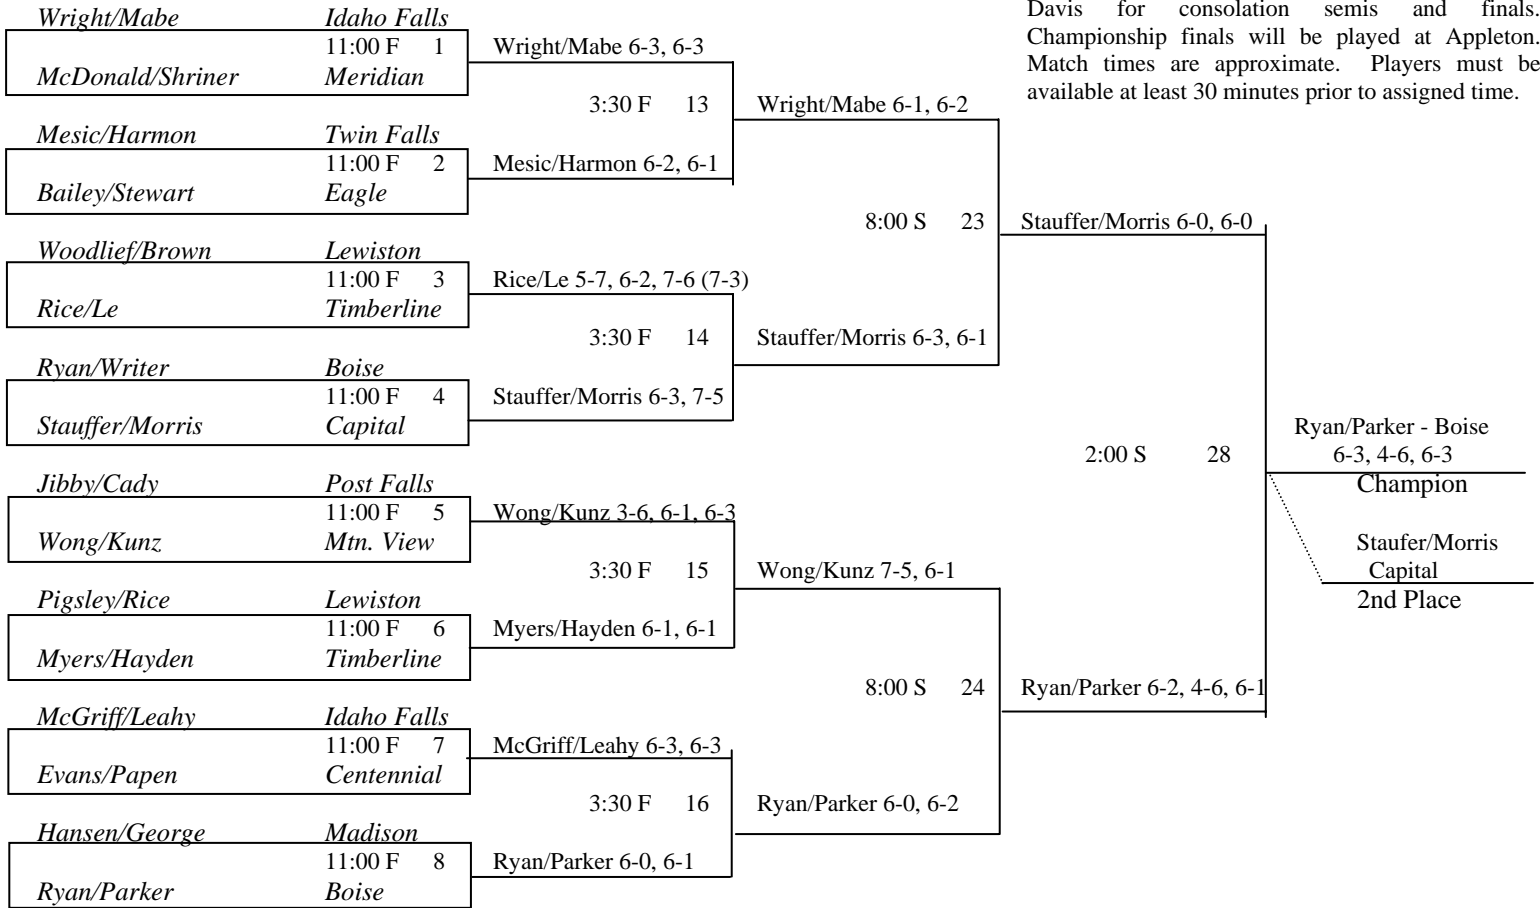 Davis for consolation semis and finals.
Championship finals will be played at Appleton.
Match times are approximate. Players must be
available at least 30 minutes prior to assigned time.
Wright/Mabe Idaho Falls
11:00 F 1
McDonald/Shriner Meridian
Wright/Mabe 6-3, 6-3
3:30 F 13
Wright/Mabe 6-1, 6-2
Mesic/Harmon Twin Falls
11:00 F 2
Bailey/Stewart Eagle
Mesic/Harmon 6-2, 6-1
8:00 S 23
Stauffer/Morris 6-0, 6-0
Woodlief/Brown Lewiston
11:00 F 3
Rice/Le Timberline
Rice/Le 5-7, 6-2, 7-6 (7-3)
3:30 F 14
Stauffer/Morris 6-3, 6-1
Ryan/Writer Boise
11:00 F 4
Stauffer/Morris Capital
Stauffer/Morris 6-3, 7-5
2:00 S 28
Ryan/Parker - Boise
6-3, 4-6, 6-3
Champion
Jibby/Cady Post Falls
11:00 F 5
Wong/Kunz Mtn. View
Wong/Kunz 3-6, 6-1, 6-3
3:30 F 15
Wong/Kunz 7-5, 6-1
Staufer/Morris
Capital
2nd Place
Pigsley/Rice Lewiston
11:00 F 6
Myers/Hayden Timberline
Myers/Hayden 6-1, 6-1
8:00 S 24
Ryan/Parker 6-2, 4-6, 6-1
McGriff/Leahy Idaho Falls
11:00 F 7
Evans/Papen Centennial
McGriff/Leahy 6-3, 6-3
3:30 F 16
Ryan/Parker 6-0, 6-2
Hansen/George Madison
11:00 F 8
Ryan/Parker Boise
Ryan/Parker 6-0, 6-1